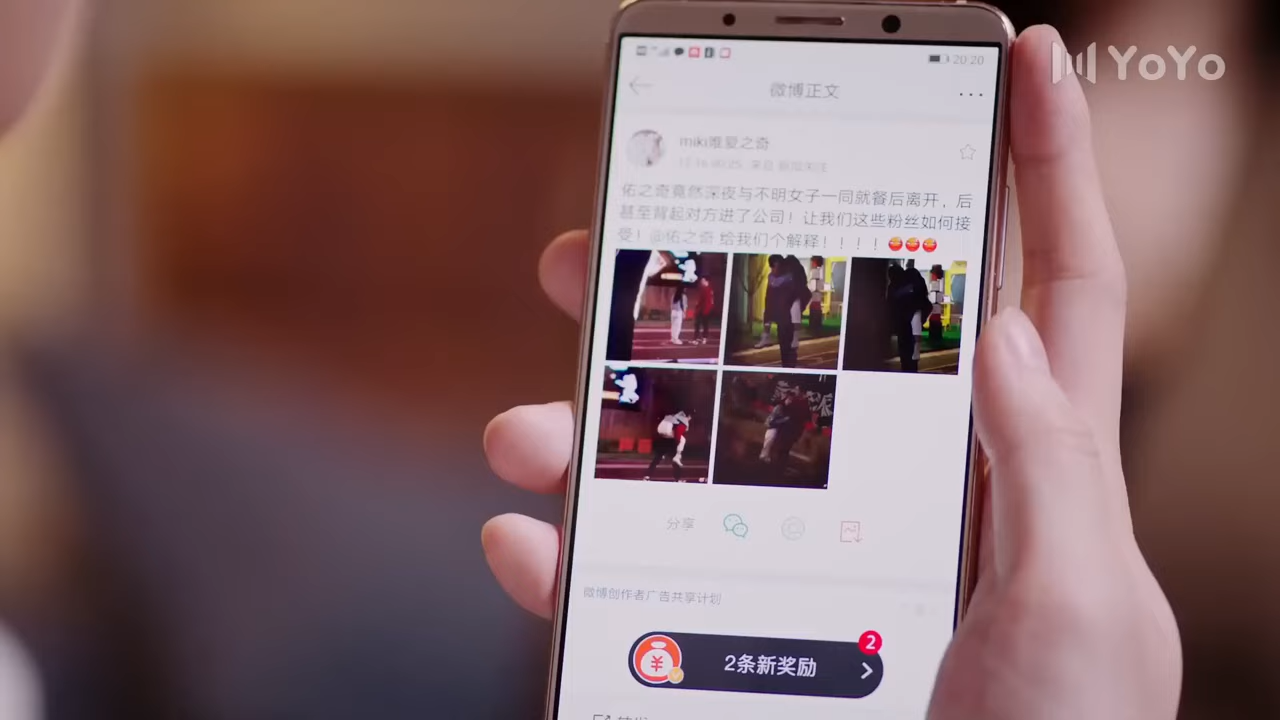 YoYo
20:20
微博正文
miki唯爱之奇
佑之奇竟然深夜与不明女子一同就餐后离开，后
甚至背起对方进了公司！让我们这些粉丝如何接
受！@佑之奇 给我们个解释！！！！
分享
微博创作者广告共享计划
2
¥
2条新奖励